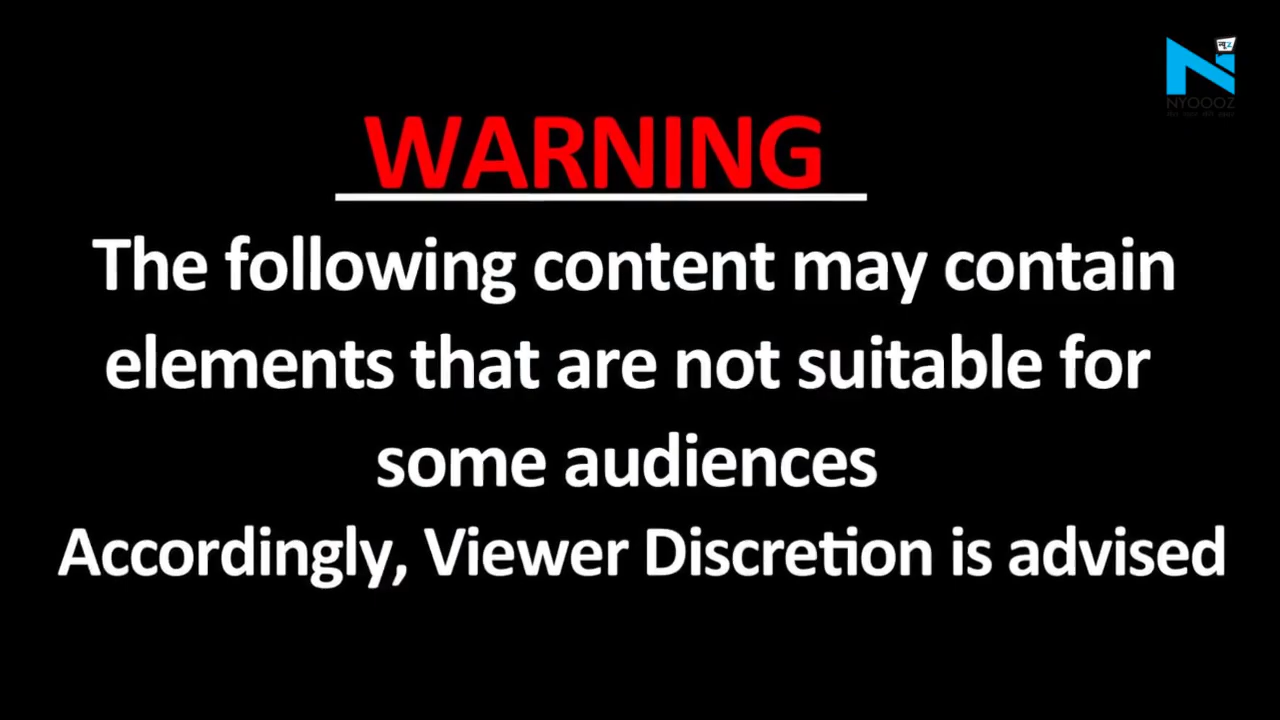 WARNING
The following content may contain
elements that are not suitable for
some audiences
Accordingly, Viewer Discretion is advised
NYOOOZ